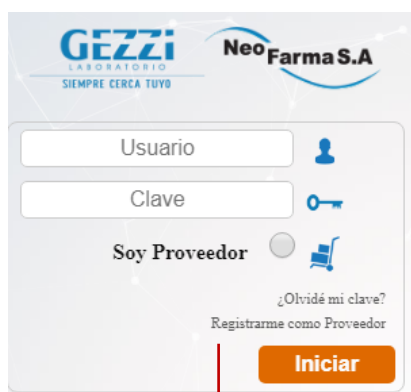 GEZZi
LABORATORIO
SIEMPRE CERCA TUYO
Neo Farma S.A
Usuario
Clave
Soy Proveedor
¿Olvidé mi clave?
Registrarme como Proveedor
Iniciar